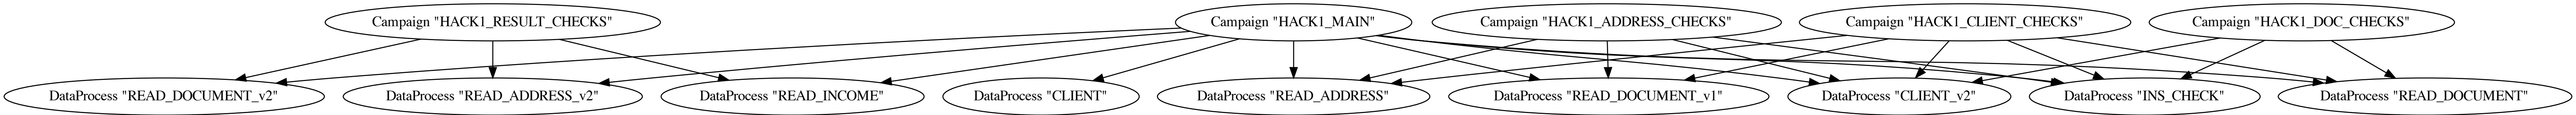 Campaign "HACK1_RESULT_CHECKS"
Campaign "HACK1_MAIN"
Campaign "HACK1_ADDRESS_CHECKS"
Campaign "HACK1_CLIENT_CHECKS"
Campaign "HACK1_DOC_CHECKS"
DataProcess "READ_DOCUMENT_v2"
DataProcess "READ_ADDRESS_v2"
DataProcess "READ_INCOME"
DataProcess "CLIENT"
DataProcess "READ_ADDRESS"
DataProcess "READ_DOCUMENT_v1"
DataProcess "CLIENT_v2"
DataProcess "INS_CHECK"
DataProcess "READ_DOCUMENT"